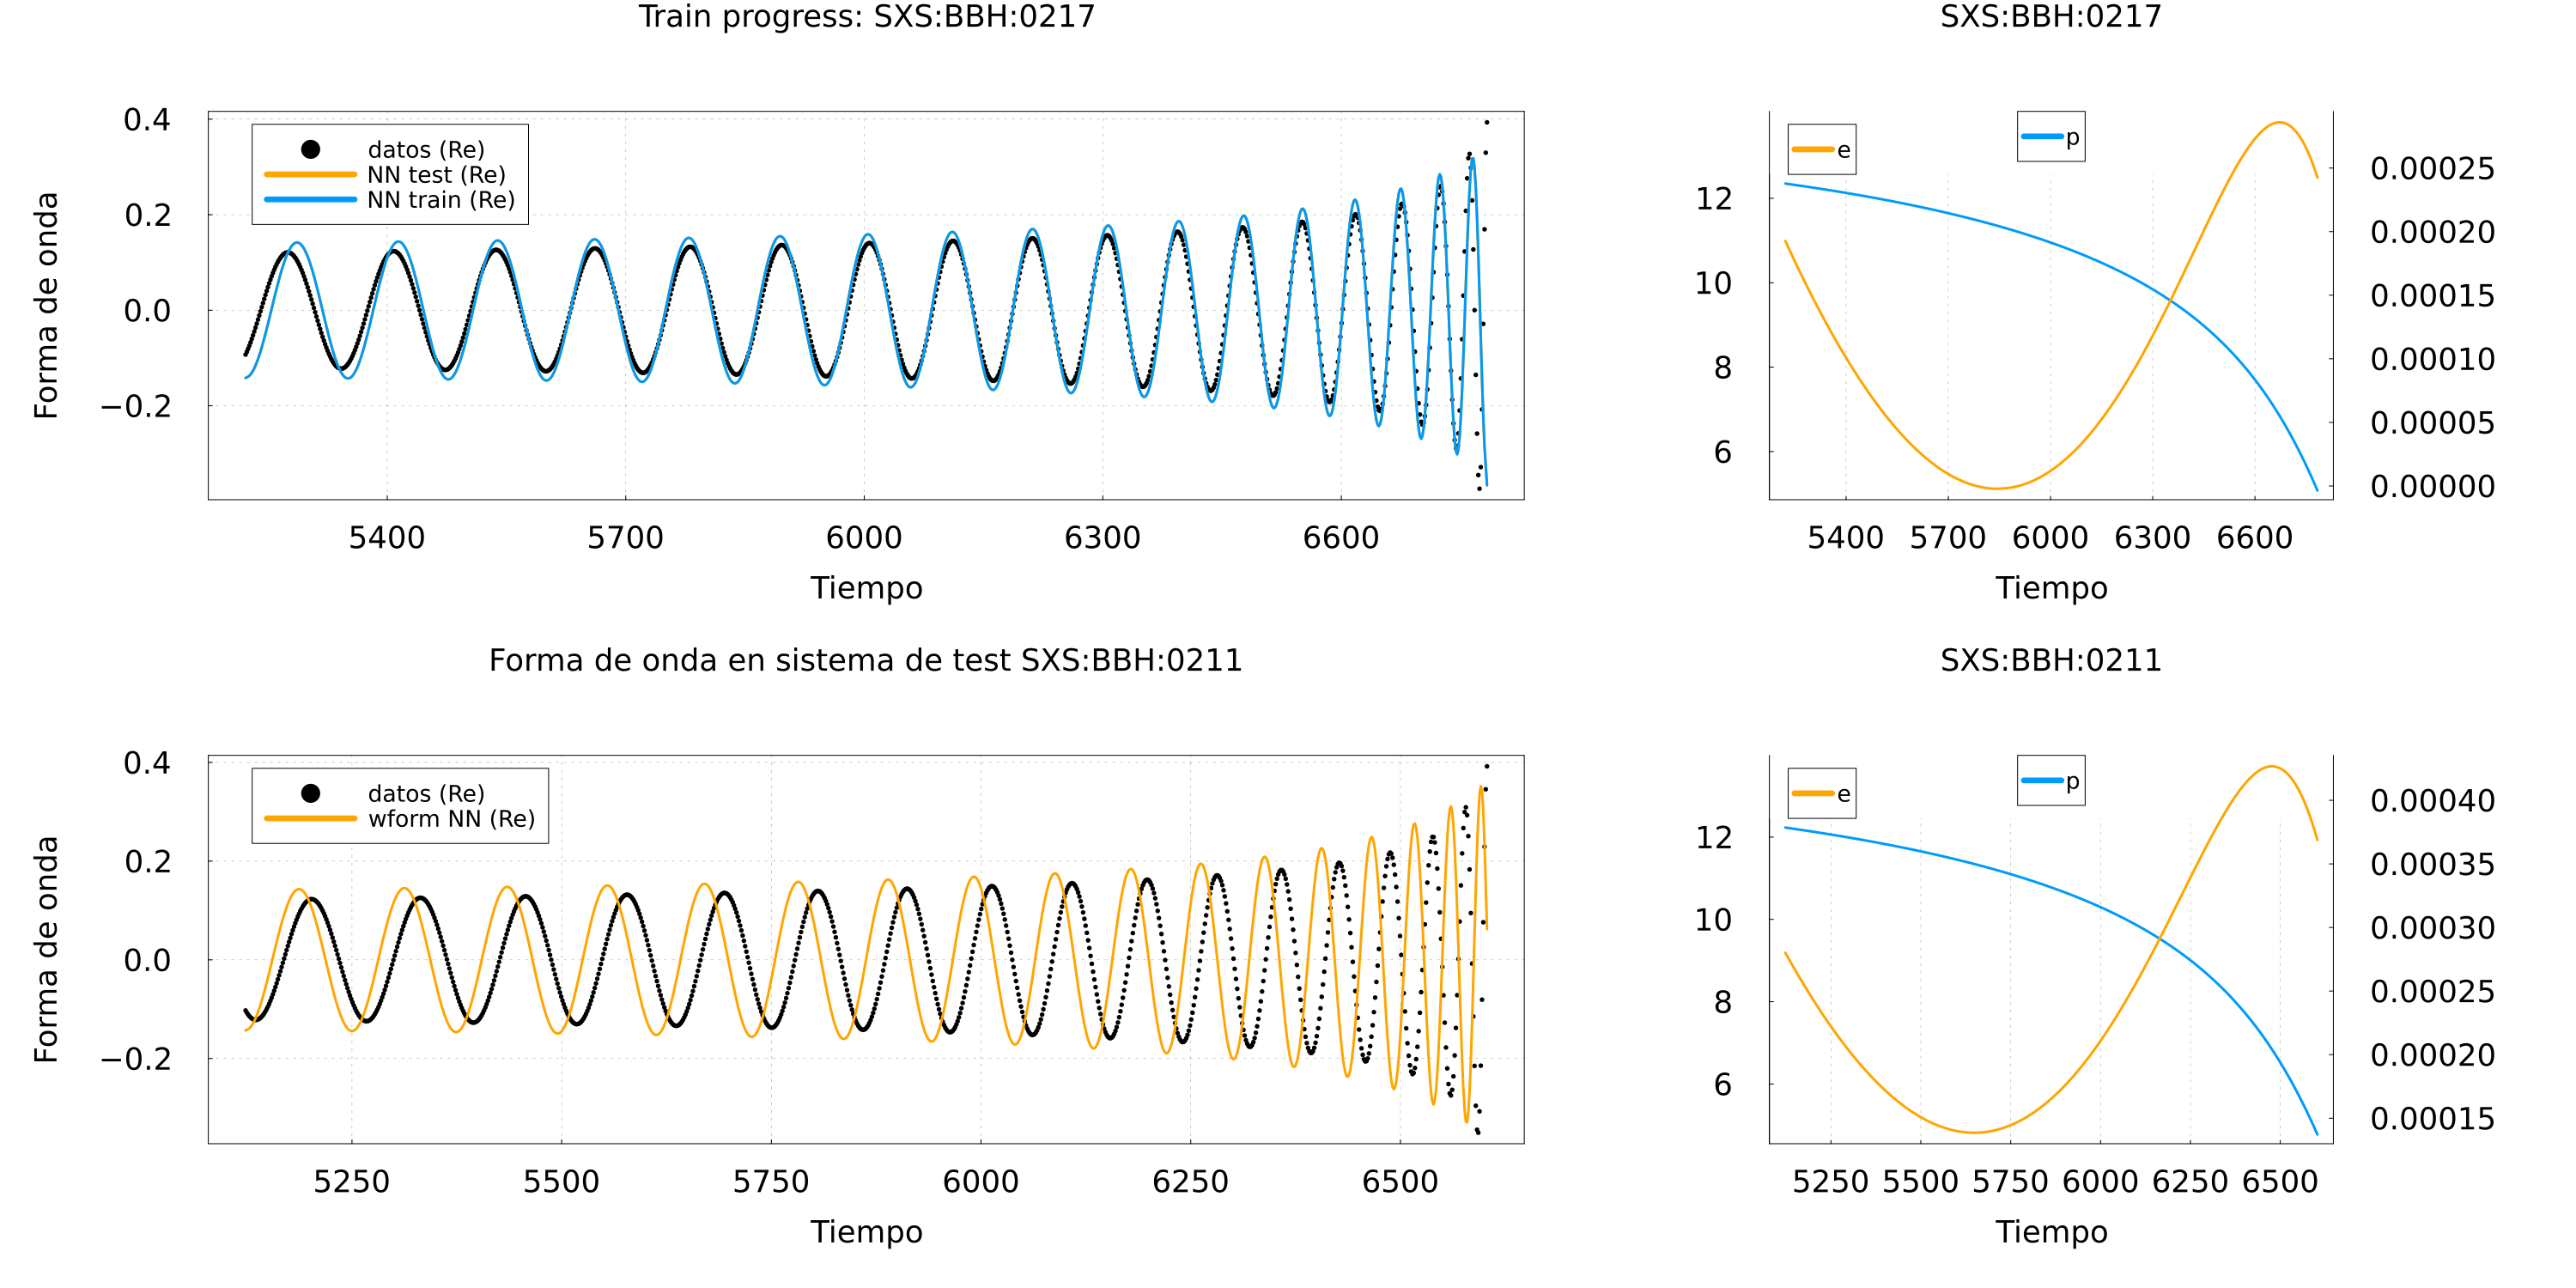 Train progress: SXS:BBH:0217
Forma de onda
0.4
0.2
0.0
−0.2
datos (Re)
NN test (Re)
NN train (Re)
5400 5700 6000 6300 6600
Tiempo
SXS:BBH:0217
12
10
8
6
e
p
0.00025
0.00020
0.00015
0.00010
0.00005
0.00000
5400 5700 6000 6300 6600
Tiempo
Forma de onda en sistema de test SXS:BBH:0211
Forma de onda
0.4
0.2
0.0
−0.2
datos (Re)
wform NN (Re)
5250 5500 5750 6000 6250 6500
Tiempo
SXS:BBH:0211
12
10
8
6
e
p
0.00040
0.00035
0.00030
0.00025
0.00020
0.00015
5250 5500 5750 6000 6250 6500
Tiempo